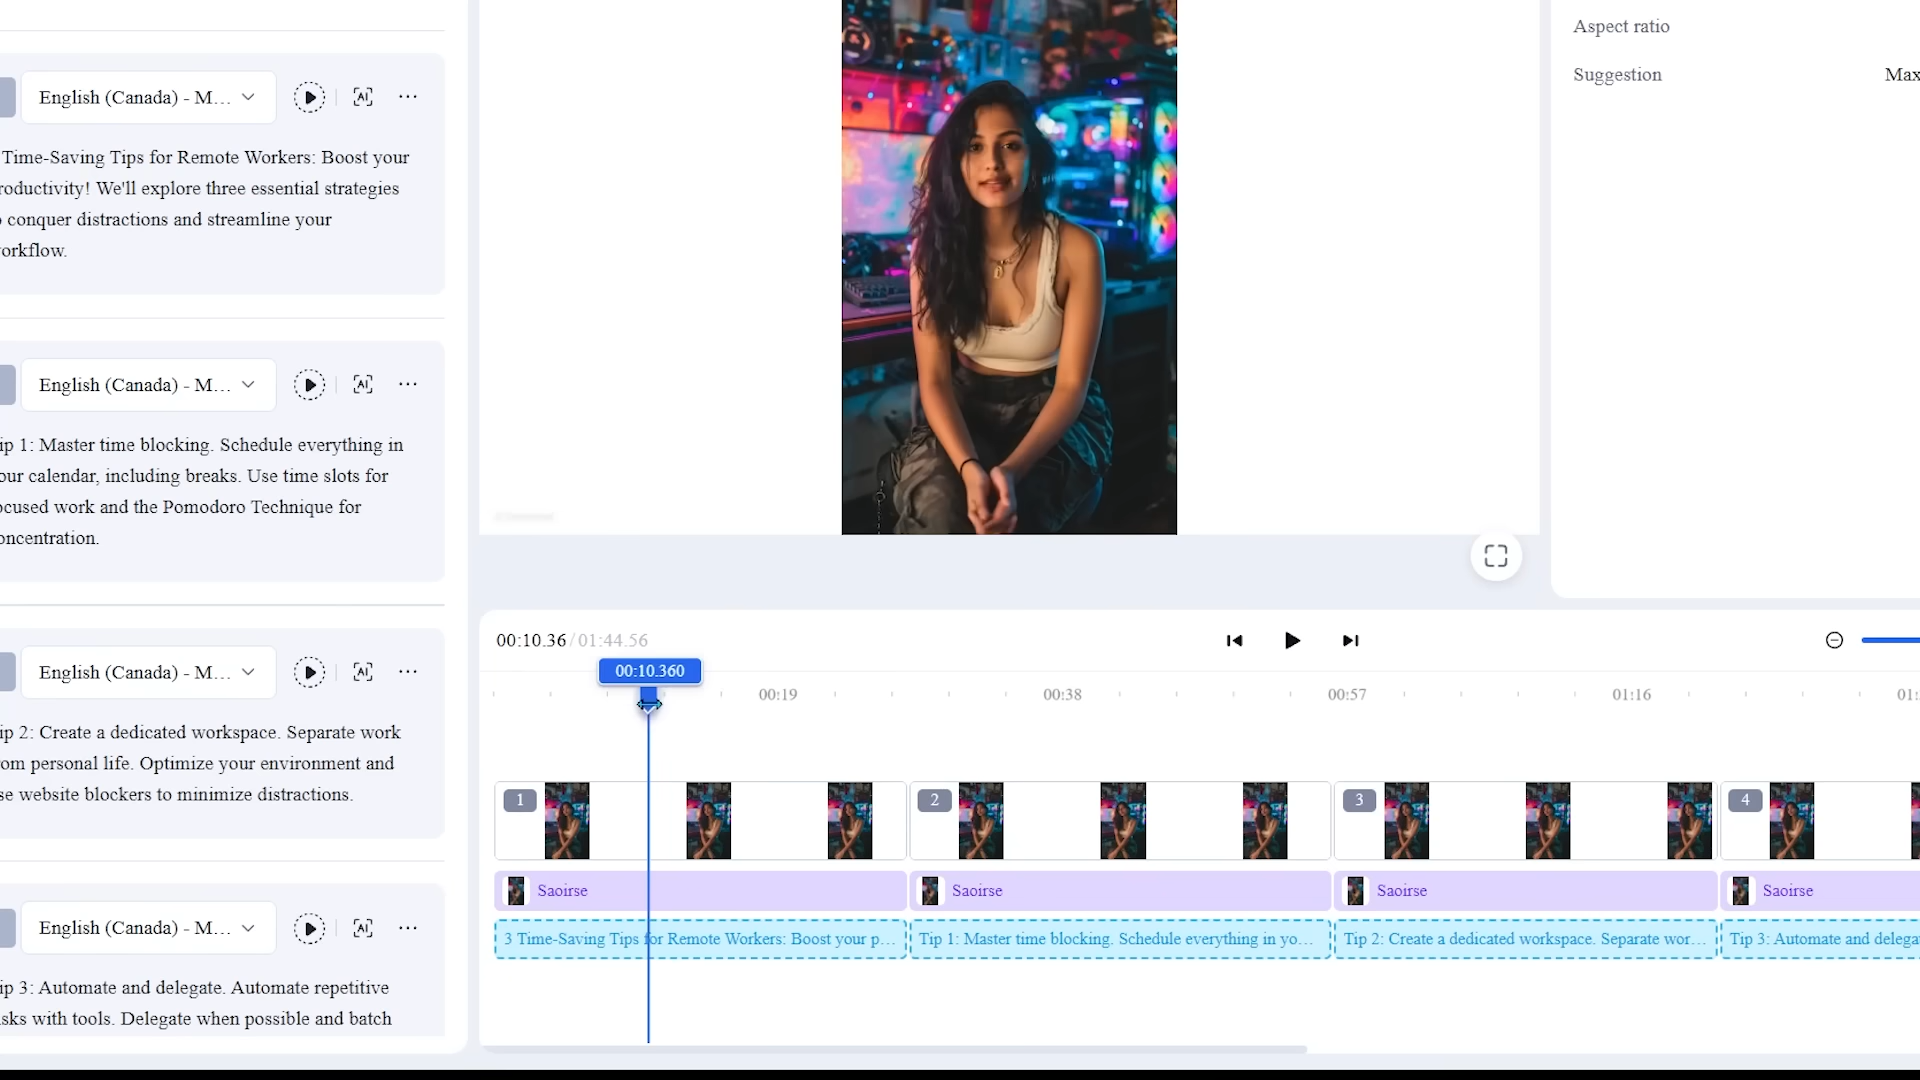 English (Canada) - M...
AI
Time-Saving Tips for Remote Workers: Boost your
roductivity! We'll explore three essential strategies
o conquer distractions and streamline your
orkflow.
English (Canada) - M...
AI
ip 1: Master time blocking. Schedule everything in
our calendar, including breaks. Use time slots for
ocused work and the Pomodoro Technique for
oncentration.
English (Canada) - M...
AI
ip 2: Create a dedicated workspace. Separate work
om personal life. Optimize your environment and
se website blockers to minimize distractions.
English (Canada) - M...
AI
ip 3: Automate and delegate. Automate repetitive
sks with tools. Delegate when possible and batch
Aspect ratio
Suggestion Max
00:10.36/01:44.56
00:10.360
00:19 00:38 00:57 01:16 01:
1 2 3 4
Saoirse Saoirse Saoirse Saoirse
3 Time-Saving Tips for Remote Workers: Boost your p... Tip 1: Master time blocking. Schedule everything in yo... Tip 2: Create a dedicated workspace. Separate wor... Tip 3: Automate and delega